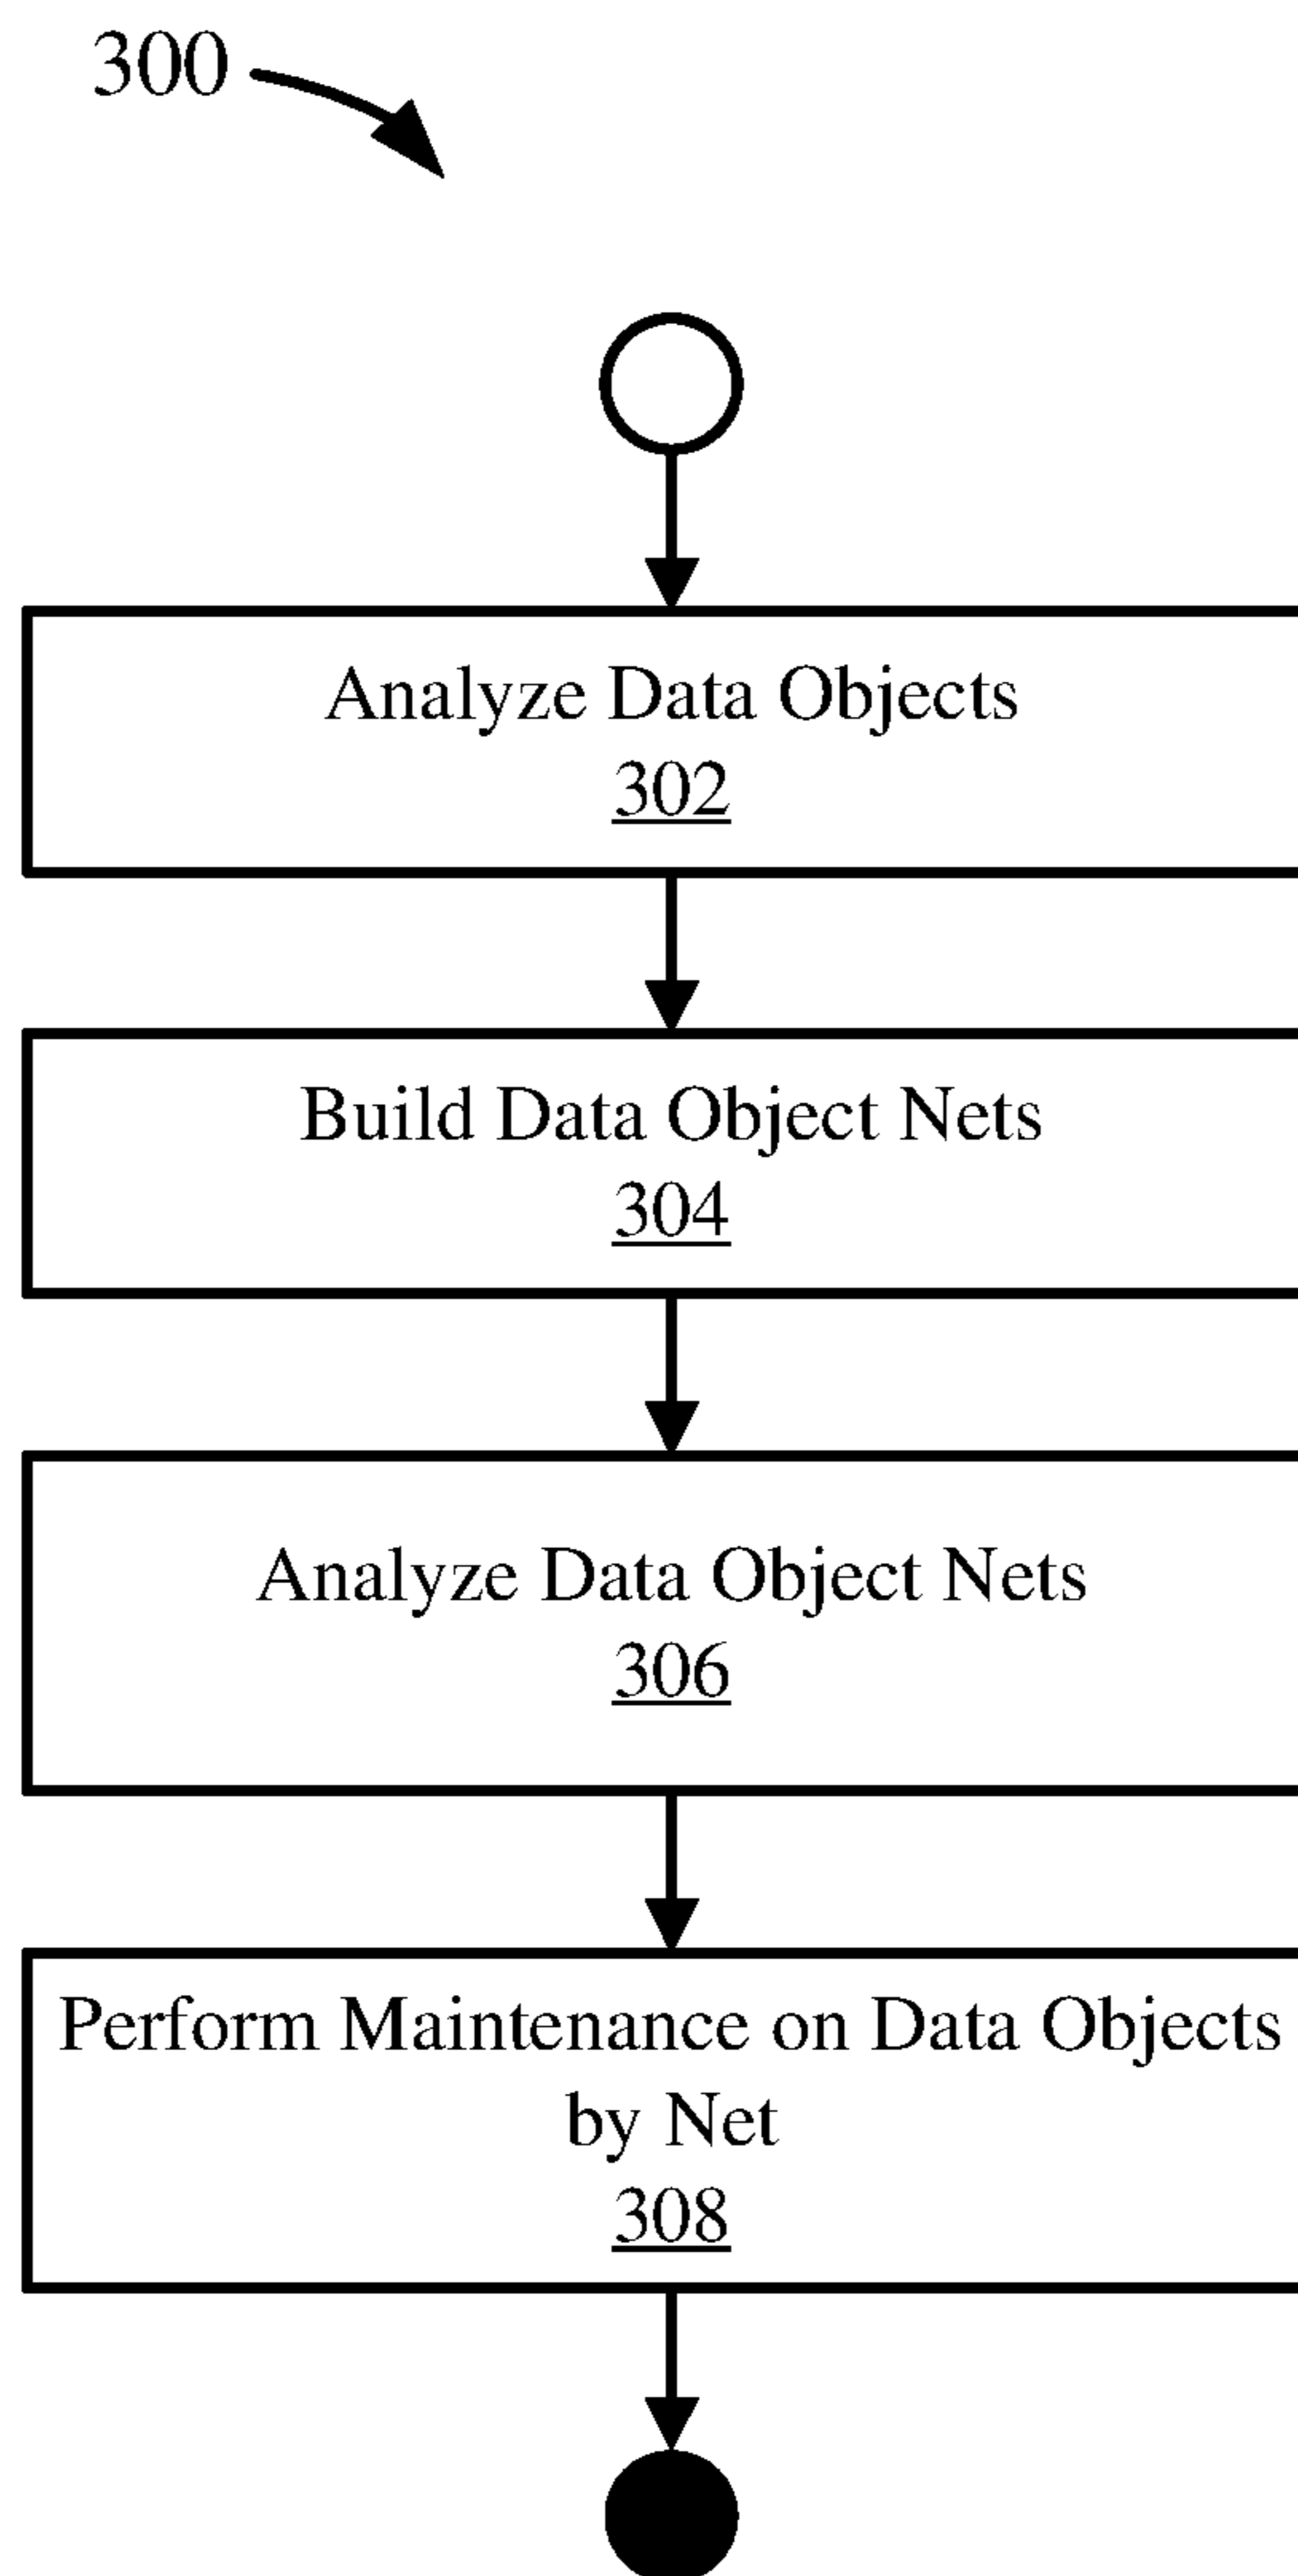 300
Analyze Data Objects
302
Build Data Object Nets
304
Analyze Data Object Nets
306
Perform Maintenance on Data Objects
by Net
308